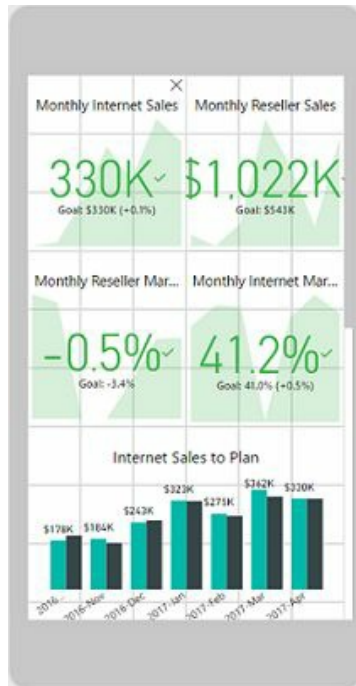 Monthly Internet Sales
Monthly Reseller Sales
330K
$1,022K
Goal: $330K (+0.1%)
Goal: $543K
Monthly Reseller Mar...
Monthly Internet Mar...
-0.5%
41.2%
Goal: -3.4%
Goal: 41.0% (+0.5%)
Internet Sales to Plan
$178K
$184K
$243K
$323K
$275K
$362K
$330K
2016...
2016-Nov
2016-Dec
2017-Jan
2017-Feb
2017-Mar
2017-Apr